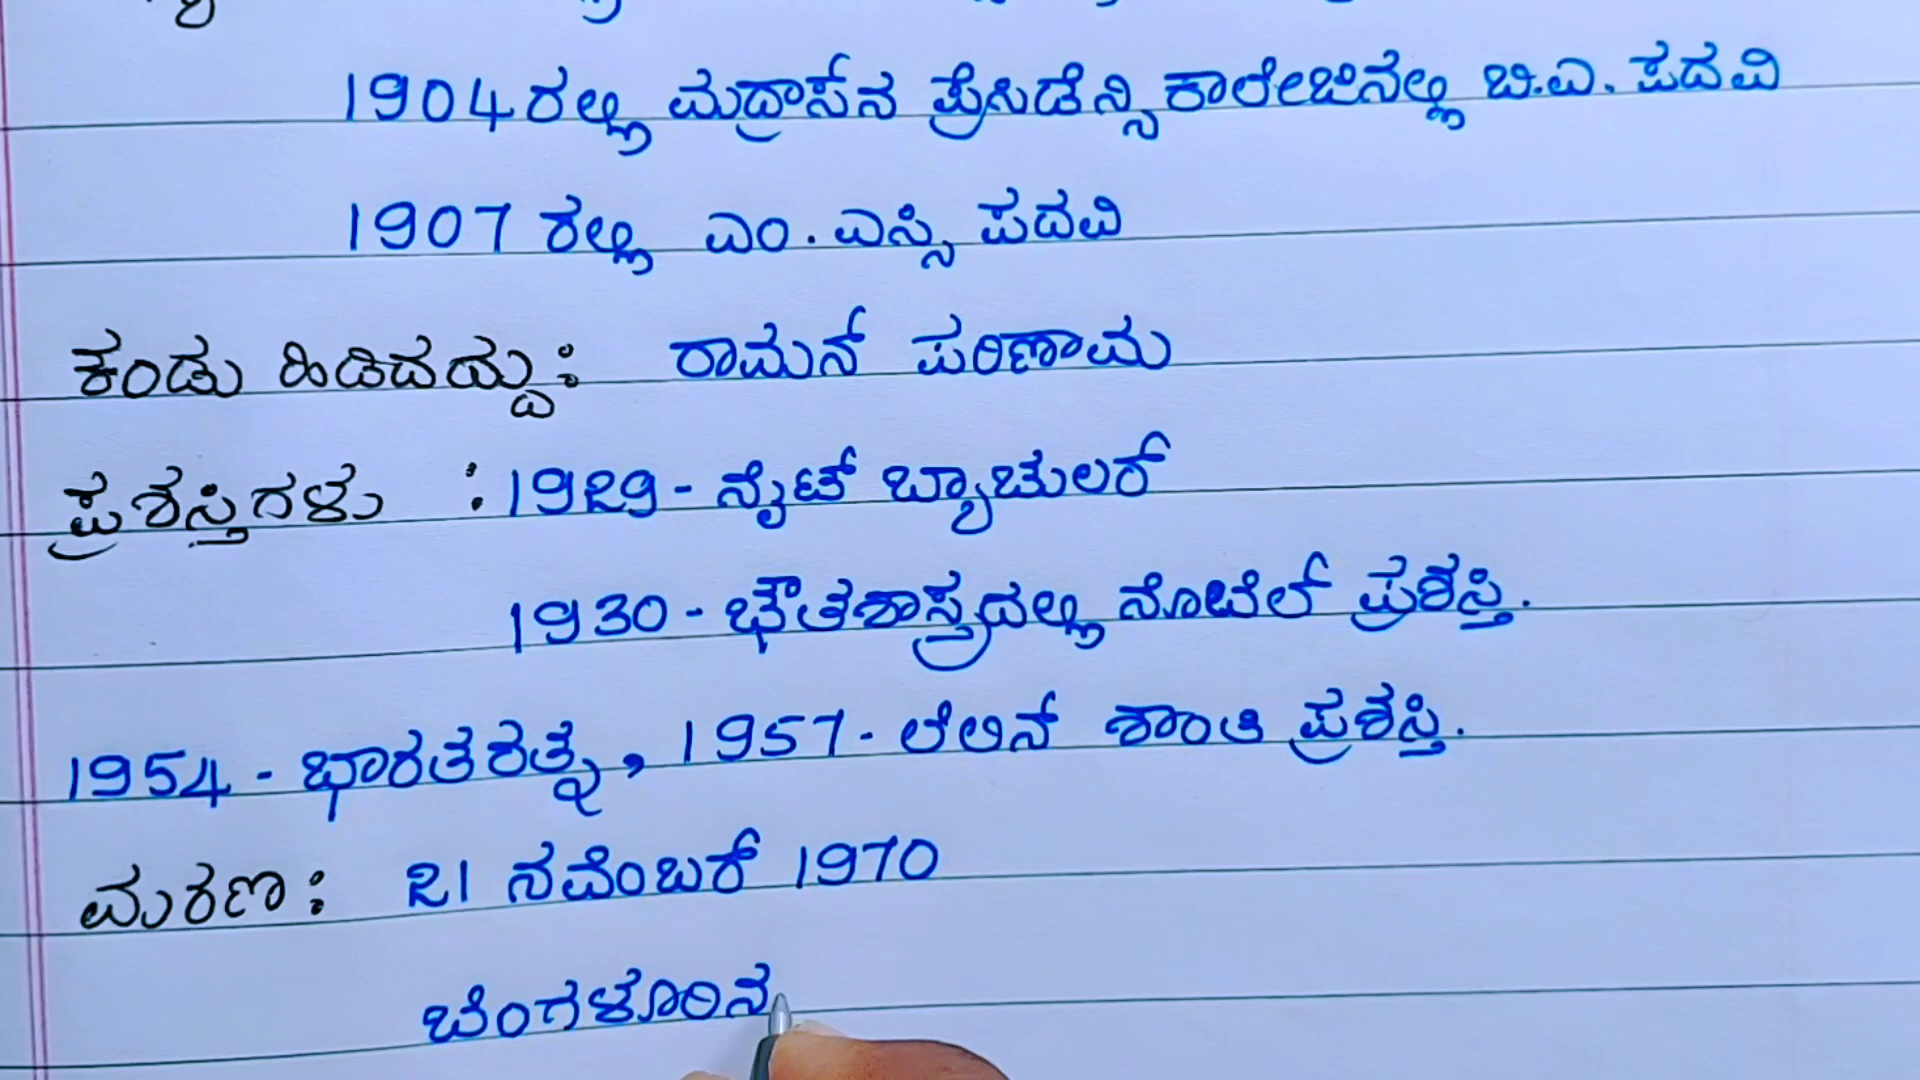 1904ರಲ್ಲಿ ಮದ್ರಾಸ್‌ನ ಪ್ರೆಸಿಡೆನ್ಸಿ ಕಾಲೇಜಿನಲ್ಲಿ ಬಿ.ಎ. ಪದವಿ
1907 ರಲ್ಲಿ ಎಂ.ಎಸ್ಸಿ ಪದವಿ
ಕಂಡು ಹಿಡಿದದ್ದು: ರಾಮನ್ ಪರಿಣಾಮ
ಪ್ರಶಸ್ತಿಗಳು : 1929 - ನೈಟ್ ಬ್ಯಾಚುಲರ್
1930 - ಭೌತಶಾಸ್ತ್ರದಲ್ಲಿ ನೊಬೆಲ್ ಪ್ರಶಸ್ತಿ.
1954 - ಭಾರತರತ್ನ, 1957 - ಲೆಲಿನ್ ಶಾಂತಿ ಪ್ರಶಸ್ತಿ.
ಮರಣ: 21 ನವೆಂಬರ್ 1970
ಬೆಂಗಳೂರಿನ